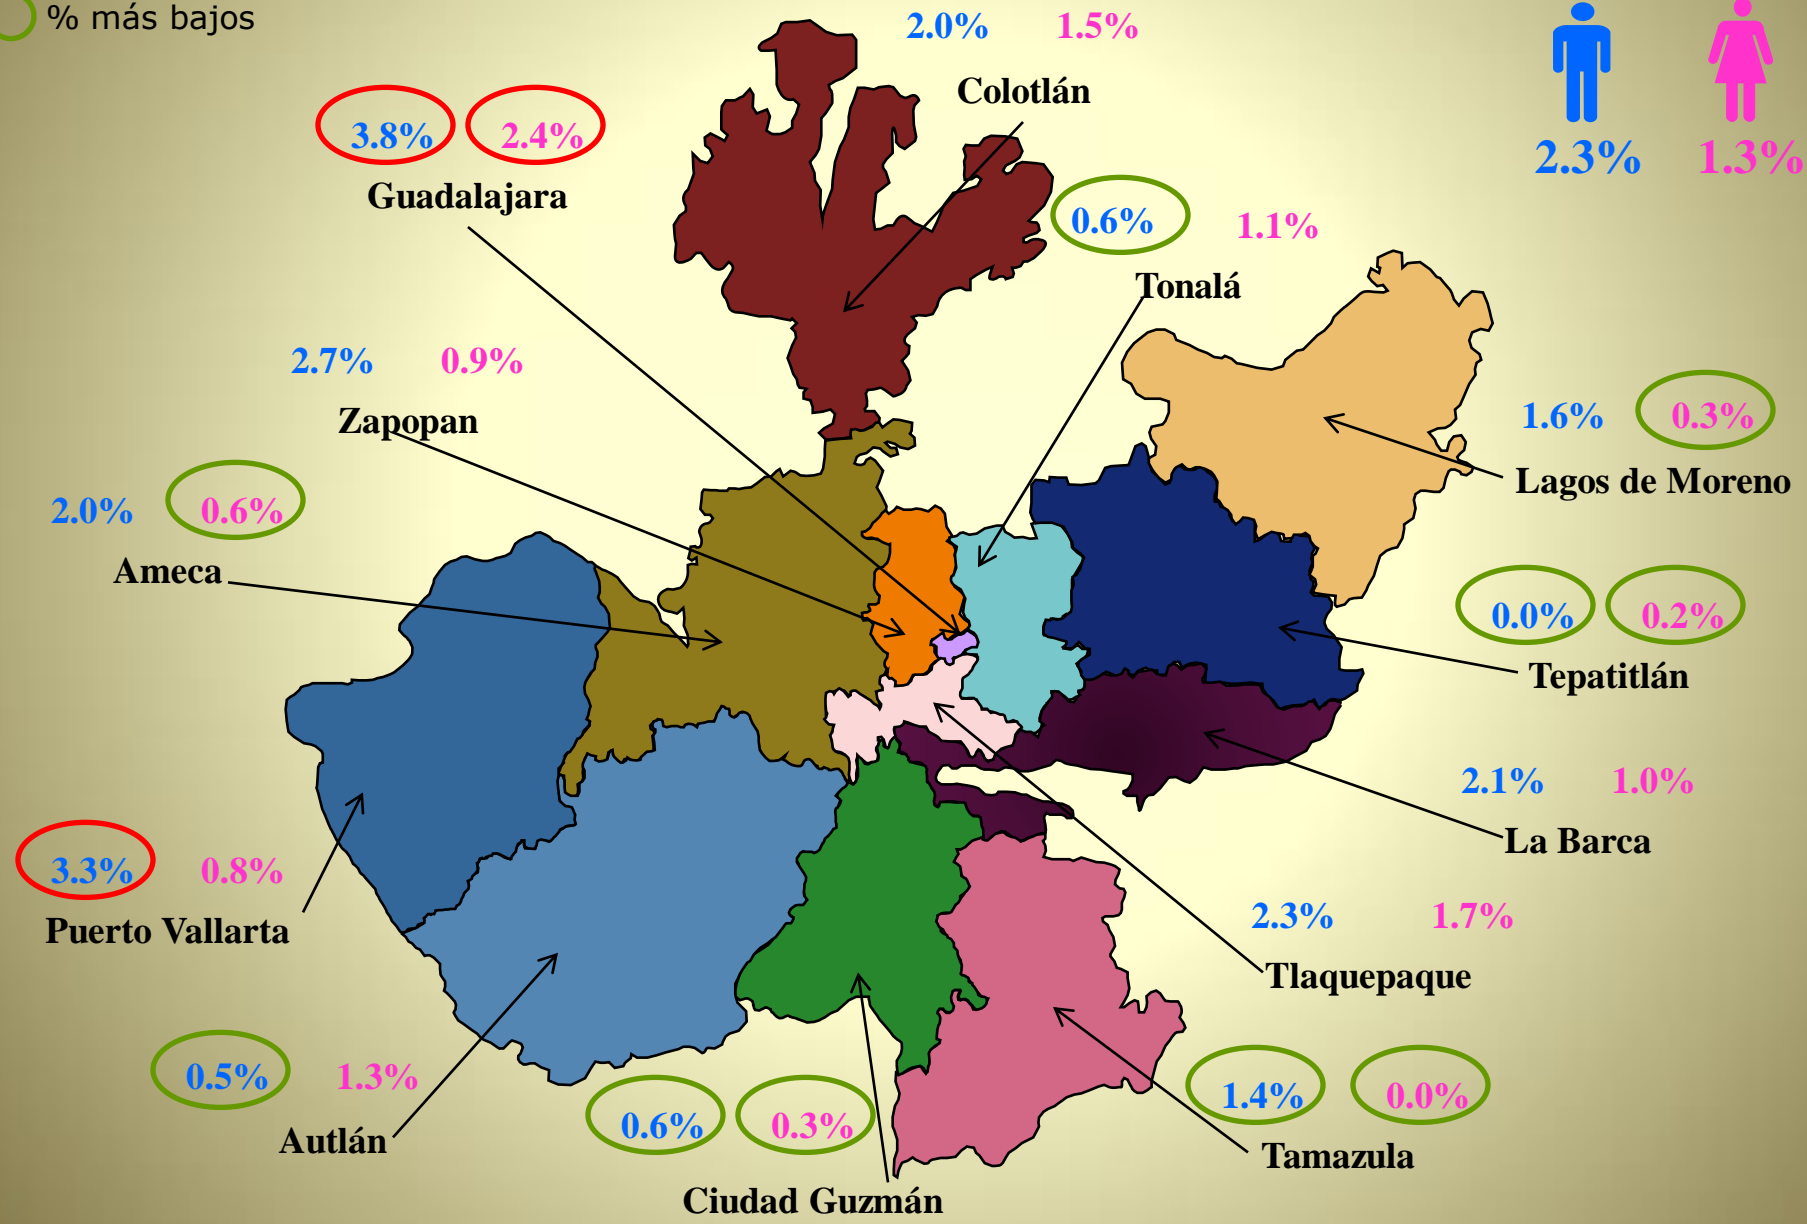 % más bajos
2.0% 1.5%
Colotlán
2.3% 1.3%
3.8% 2.4%
Guadalajara
0.6% 1.1%
Tonalá
2.7% 0.9%
Zapopan
1.6% 0.3%
Lagos de Moreno
2.0% 0.6%
Ameca
0.0% 0.2%
Tepatitlán
2.1% 1.0%
La Barca
3.3% 0.8%
Puerto Vallarta
2.3% 1.7%
Tlaquepaque
0.5% 1.3%
Autlán
0.6% 0.3%
Ciudad Guzmán
1.4% 0.0%
Tamazula